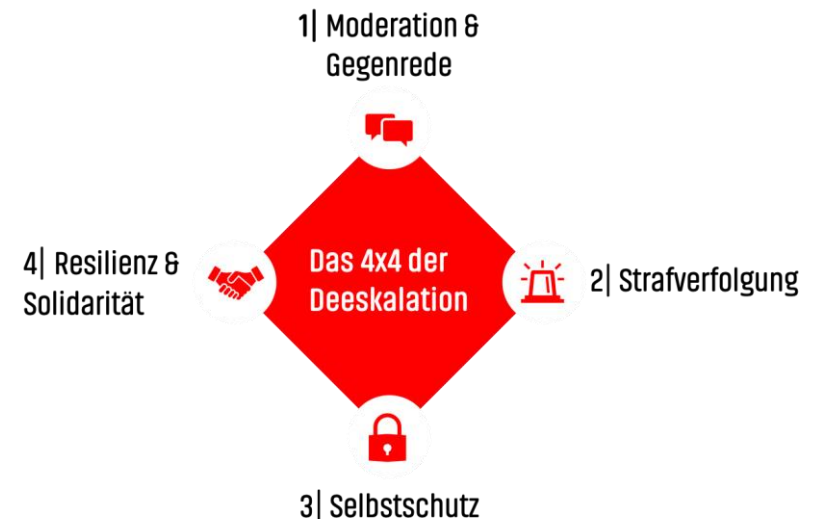 1| Moderation &
Gegenrede
Das 4x4 der
Deeskalation
2| Strafverfolgung
3| Selbstschutz
4| Resilienz &
Solidarität